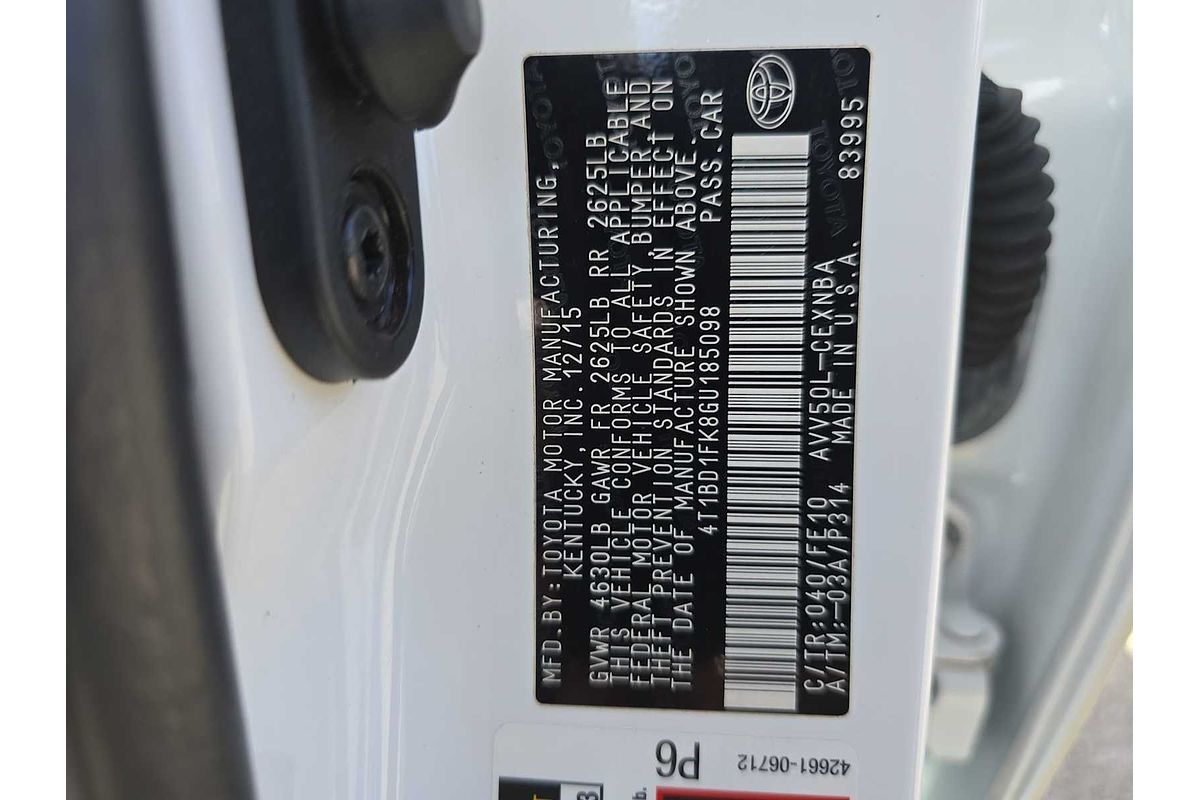 MFD.BY:TOYOTA MOTOR MANUFACTURING,
KENTUCKY,INC.12/15
GVWR 4630LB GAWR FR 2625LB RR 2625LB
THIS VEHICLE CONFORMS TO ALL APPLICABLE
FEDERAL MOTOR VEHICLE SAFETY,BUMPER,AND
THEFT PREVENTION STANDARDS IN EFFECT ON
THE DATE OF MANUFACTURE SHOWN ABOVE.
4T1BD1FK8GU185098 PASS.CAR
C/TR:040/FE10 AVV50L-CEXNBA
A/TM:-03A/P314 MADE IN U.S.A. 83995
TOYOTA
P6
42661-06712